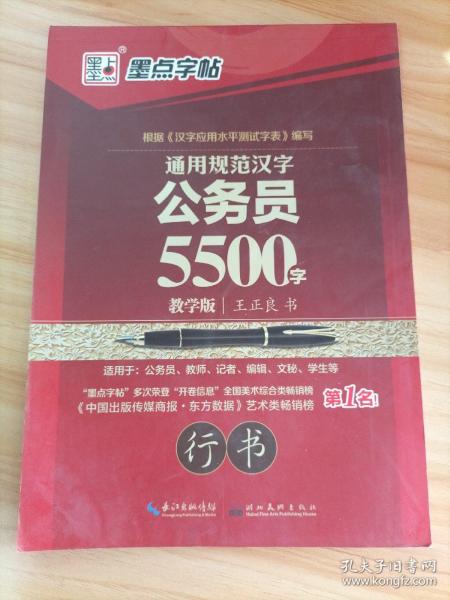 墨点® 墨点字帖
根据《汉字应用水平测试字表》编写
通用规范汉字
公务员
5500字
教学版 | 王正良 书
适用于：公务员、教师、记者、编辑、文秘、学生等
“墨点字帖”多次荣登“开卷信息”全国美术综合类畅销榜
《中国出版传媒商报·东方数据》艺术类畅销榜 第1名!
行书
长江出版传媒 湖北美术出版社
Changjiang Publishing & Media Hubei Fine Arts Publishing House
孔夫子旧书网
www.kongfz.com